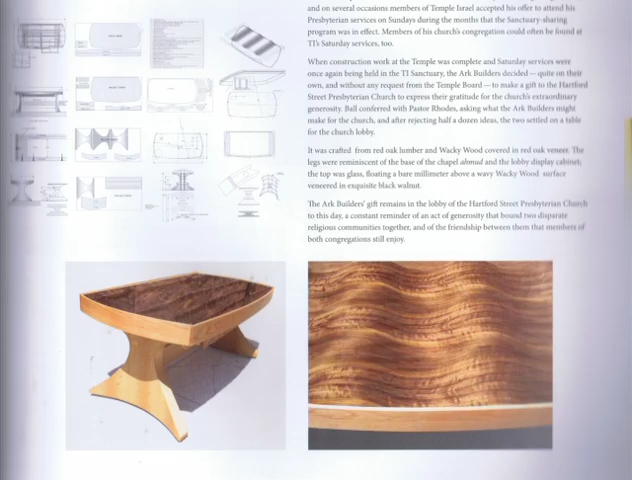 and on several occasions members of Temple Israel accepted his offer to attend his
Presbyterian services on Sundays during the months that the Sanctuary-sharing
program was in effect. Members of his church's congregation could often be found at
TI's Saturday services, too.
When construction work at the Temple was complete and Saturday services were
once again being held in the TI Sanctuary, the Ark Builders decided — quite on their
own, and without any request from the Temple Board — to make a gift to the Hartford
Street Presbyterian Church to express their gratitude for the church's extraordinary
generosity. Ball conferred with Pastor Rhodes, asking what the Ark Builders might
make for the church, and after rejecting half a dozen ideas, the two settled on a table
for the church lobby.
It was crafted from red oak lumber and Wacky Wood covered in red oak veneer. The
legs were reminiscent of the base of the chapel and the lobby display cabinet;
the top was glass, floating a bare millimeter above a wavy Wacky Wood surface
veneered in exquisite black walnut.
The Ark Builders' gift remains in the lobby of the Hartford Street Presbyterian Church
to this day, a constant reminder of an act of generosity that bound two disparate
religious communities together, and of the friendship between them that members of
both congregations still enjoy.